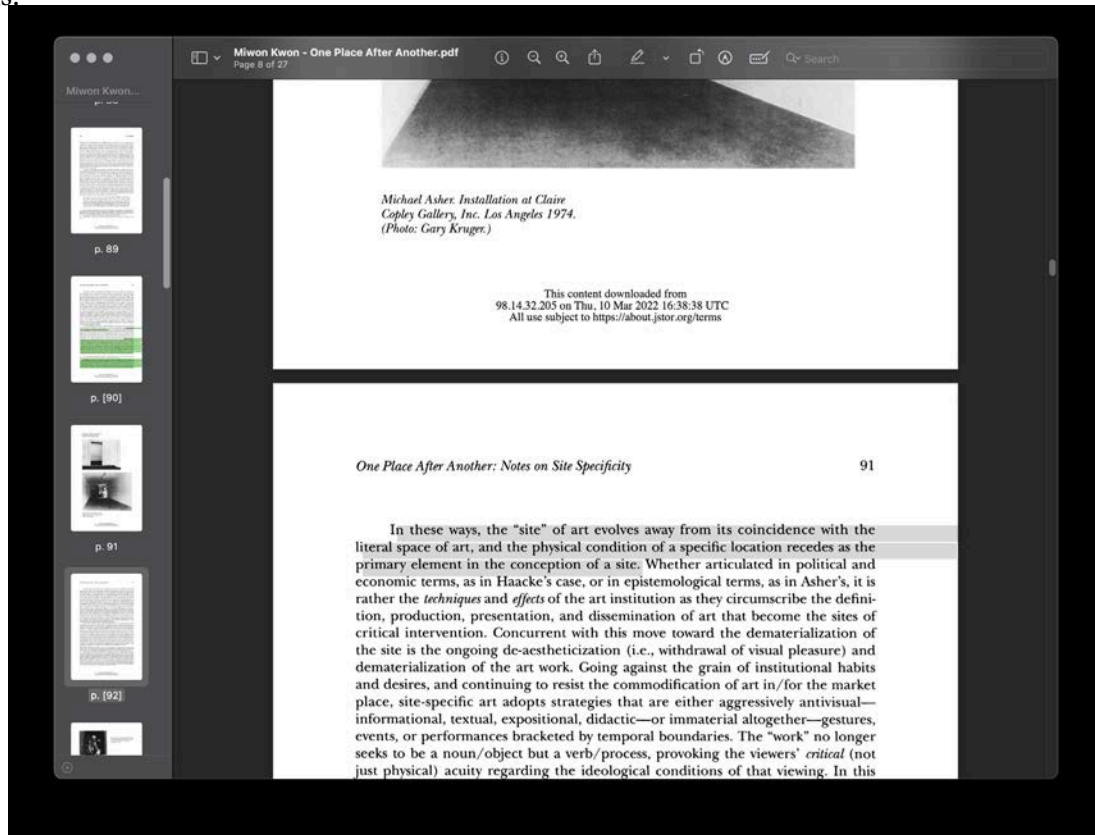 s.
Miwon Kwon - One Place After Another.pdf
Page 8 of 27
Search
Miwon Kwon...
p. 89
p. [90]
p. 91
p. [92]
Michael Asher. Installation at Claire
Copley Gallery, Inc. Los Angeles 1974.
(Photo: Gary Kruger.)
This content downloaded from
98.14.32.205 on Thu, 10 Mar 2022 16:38:38 UTC
All use subject to https://about.jstor.org/terms
One Place After Another: Notes on Site Specificity 91
In these ways, the “site” of art evolves away from its coincidence with the
literal space of art, and the physical condition of a specific location recedes as the
primary element in the conception of a site. Whether articulated in political and
economic terms, as in Haacke’s case, or in epistemological terms, as in Asher’s, it is
rather the techniques and effects of the art institution as they circumscribe the defini-
tion, production, presentation, and dissemination of art that become the sites of
critical intervention. Concurrent with this move toward the dematerialization of
the site is the ongoing de-aestheticization (i.e., withdrawal of visual pleasure) and
dematerialization of the art work. Going against the grain of institutional habits
and desires, and continuing to resist the commodification of art in/for the market
place, site-specific art adopts strategies that are either aggressively antivisual—
informational, textual, expositional, didactic—or immaterial altogether—gestures,
events, or performances bracketed by temporal boundaries. The “work” no longer
seeks to be a noun/object but a verb/process, provoking the viewers’ critical (not
just physical) acuity regarding the ideological conditions of that viewing. In this